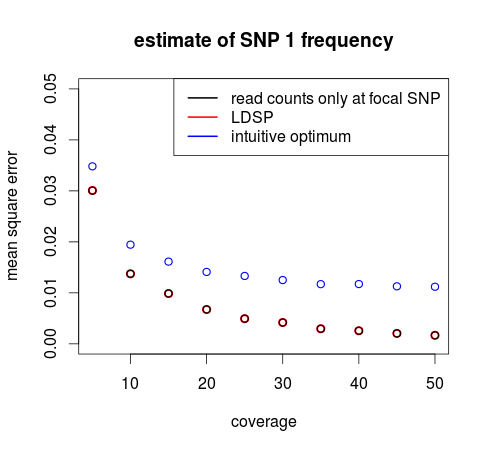 estimate of SNP 1 frequency
read counts only at focal SNP
LDSP
intuitive optimum
mean square error
0.05
0.04
0.03
0.02
0.01
0.00
10 20 30 40 50
coverage